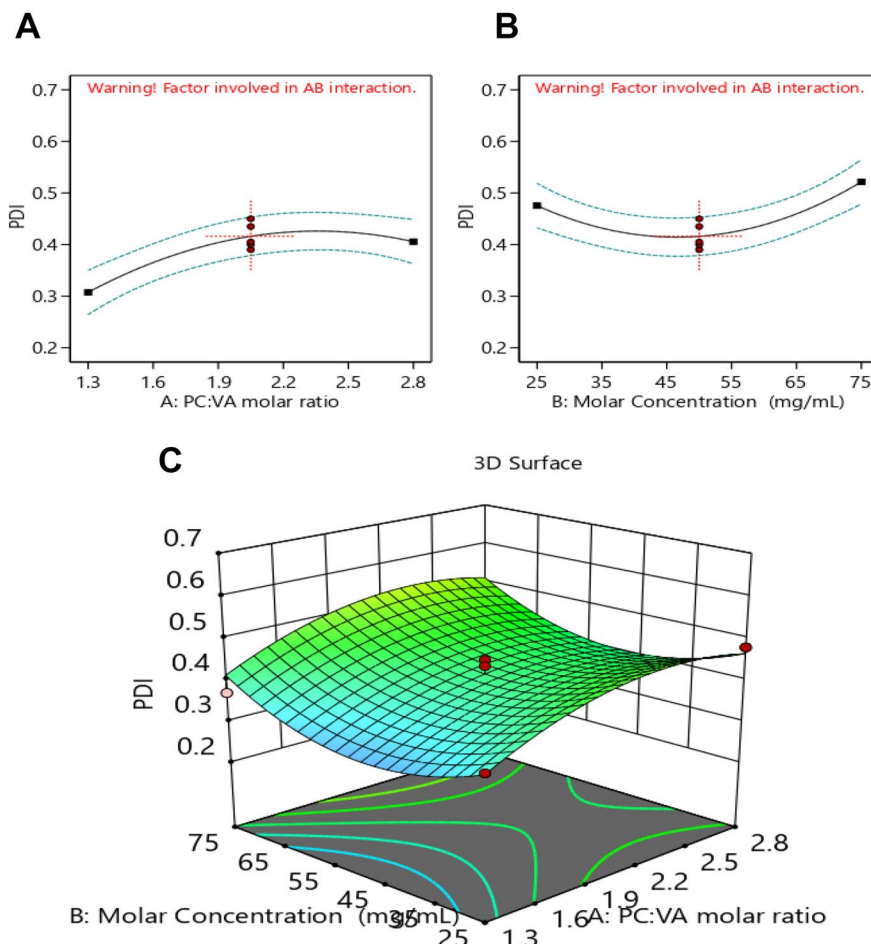 A
Warning! Factor involved in AB interaction.
0.7
0.6
0.5
0.4
0.3
0.2
PDI
1.3 1.6 1.9 2.2 2.5 2.8
A: PC:VA molar ratio
B
Warning! Factor involved in AB interaction.
0.7
0.6
0.5
0.4
0.3
0.2
PDI
25 35 45 55 65 75
B: Molar Concentration (mg/mL)
C
3D Surface
0.7
0.6
0.5
0.4
0.3
0.2
PDI
75 65 55 45 35 25
B: Molar Concentration (mg/mL)
1.3 1.6 1.9 2.2 2.5 2.8
A: PC:VA molar ratio